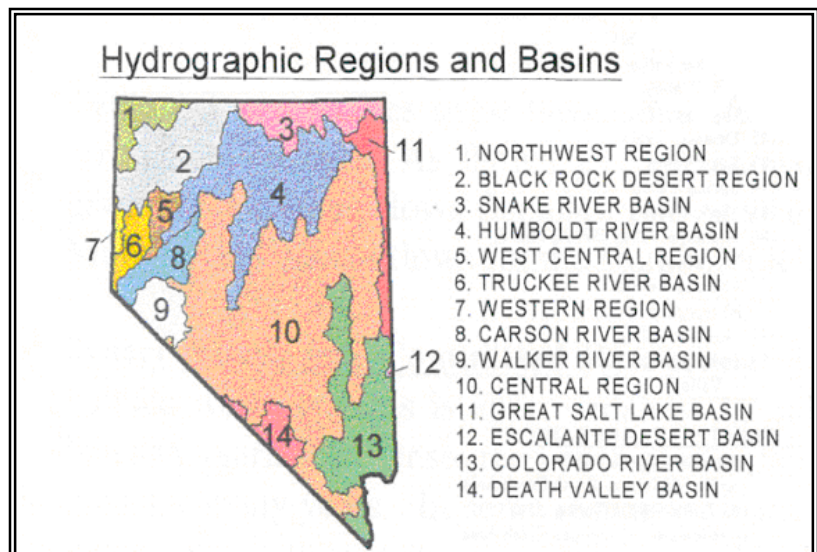 Hydrographic Regions and Basins
1
2
3
11
4
5
7
6
8
9
10
12
14
13
1. NORTHWEST REGION
2. BLACK ROCK DESERT REGION
3. SNAKE RIVER BASIN
4. HUMBOLDT RIVER BASIN
5. WEST CENTRAL REGION
6. TRUCKEE RIVER BASIN
7. WESTERN REGION
8. CARSON RIVER BASIN
9. WALKER RIVER BASIN
10. CENTRAL REGION
11. GREAT SALT LAKE BASIN
12. ESCALANTE DESERT BASIN
13. COLORADO RIVER BASIN
14. DEATH VALLEY BASIN